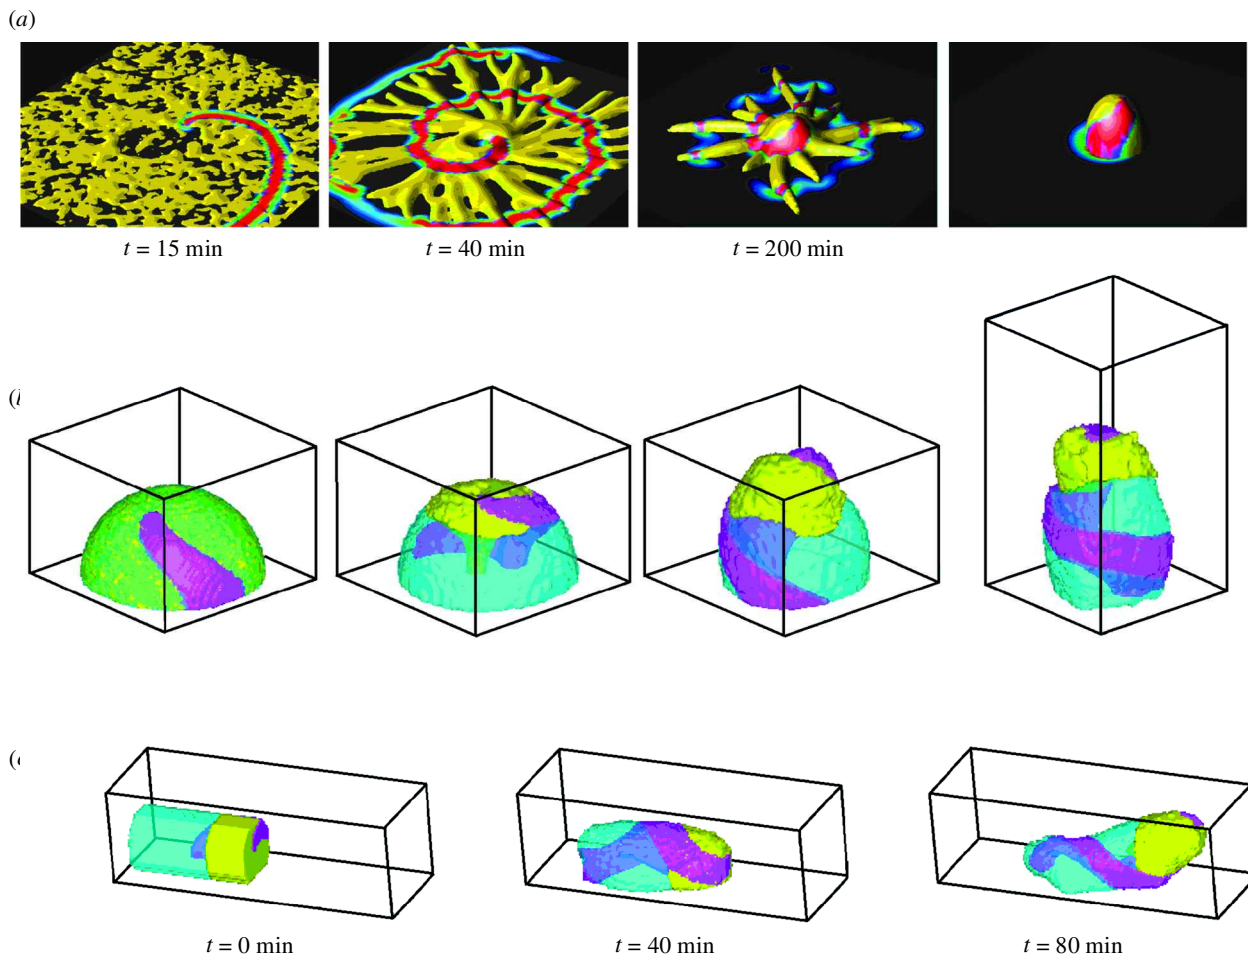 (a)
t = 15 min
t = 40 min
t = 200 min
t = 0 min
t = 40 min
t = 80 min